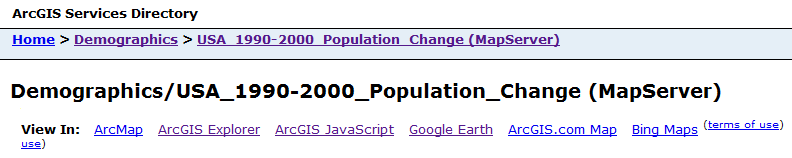 ArcGIS Services Directory
Home > Demographics > USA_1990-2000_Population_Change (MapServer)
Demographics/USA_1990-2000_Population_Change (MapServer)
View In: ArcMap ArcGIS Explorer ArcGIS JavaScript Google Earth ArcGIS.com Map Bing Maps (terms of use)
use)